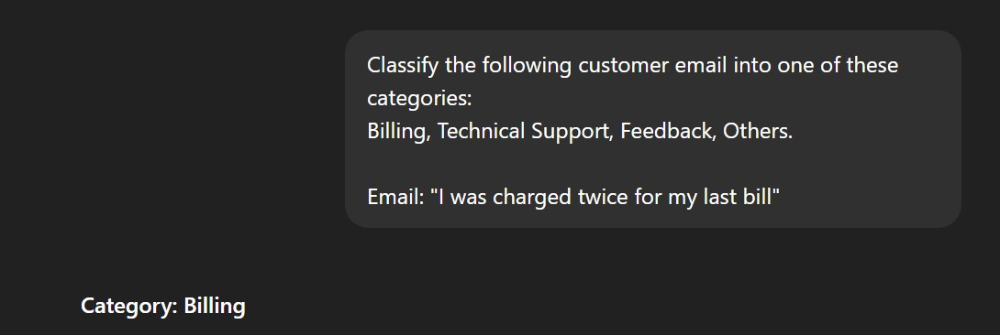 Classify the following customer email into one of these
categories:
Billing, Technical Support, Feedback, Others.
Email: "I was charged twice for my last bill"
Category: Billing